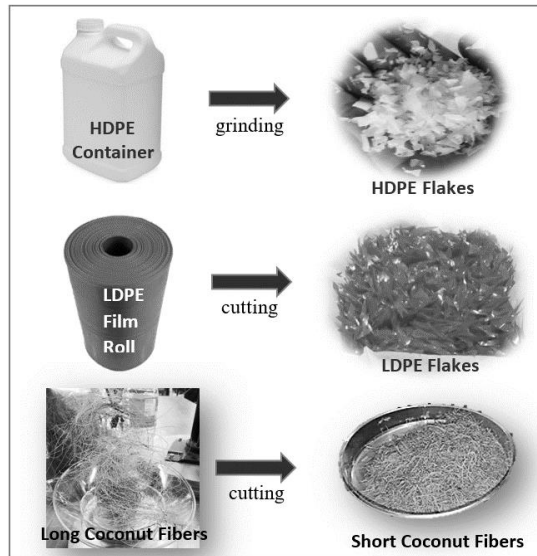 HDPE
Container
grinding
HDPE Flakes
LDPE
Film
Roll
cutting
LDPE Flakes
Long Coconut Fibers
cutting
Short Coconut Fibers